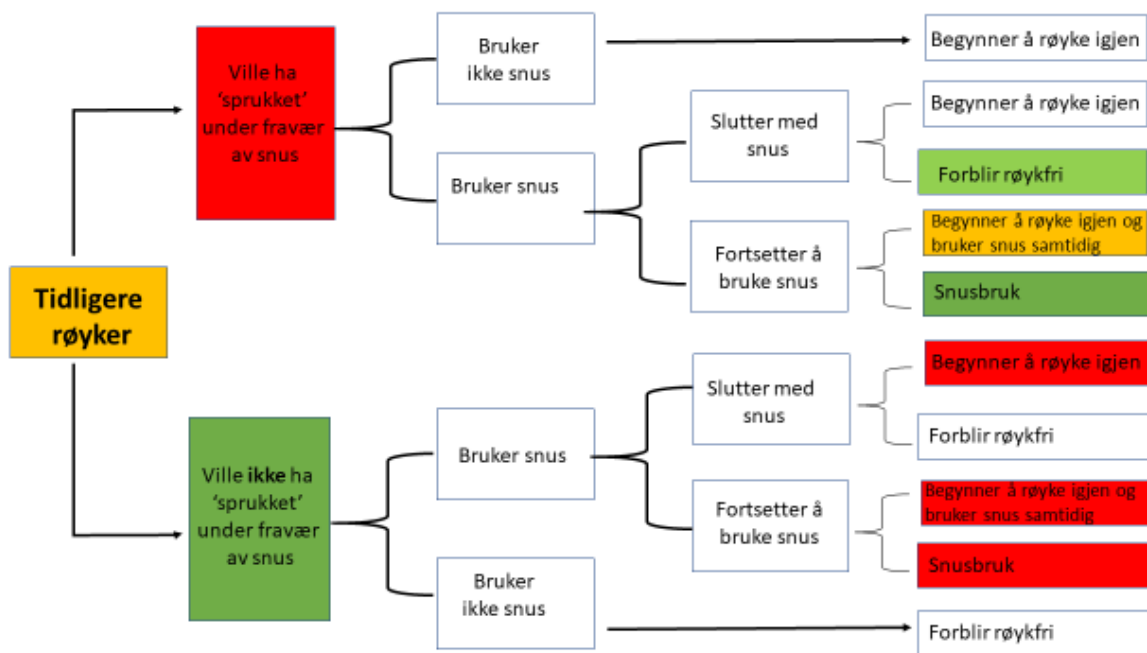 Tidligere
røyker
Ville ha
‘sprukket’
under fravær
av snus
Bruker
ikke snus
Begynner å røyke igjen
Bruker snus
Slutter med
snus
Begynner å røyke igjen
Forblir røykfri
Fortsetter å
bruke snus
Begynner å røyke igjen og
bruker snus samtidig
Snusbruk
Ville ikke ha
‘sprukket’
under fravær
av snus
Bruker snus
Slutter med
snus
Begynner å røyke igjen
Forblir røykfri
Fortsetter å
bruke snus
Begynner å røyke igjen og
bruker snus samtidig
Snusbruk
Bruker
ikke snus
Forblir røykfri